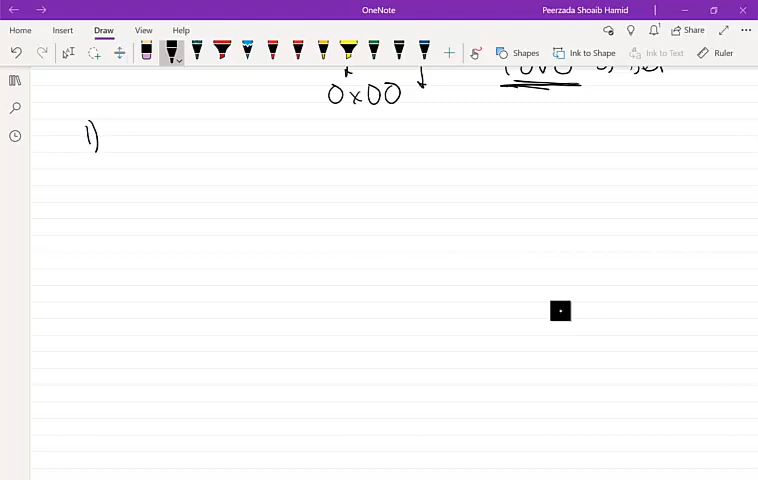 OneNote
Peerzada Shoaib Hamid
Home Insert Draw View Help Share
Shapes Ink to Shape Ink to Text Ruler
0x00
1)